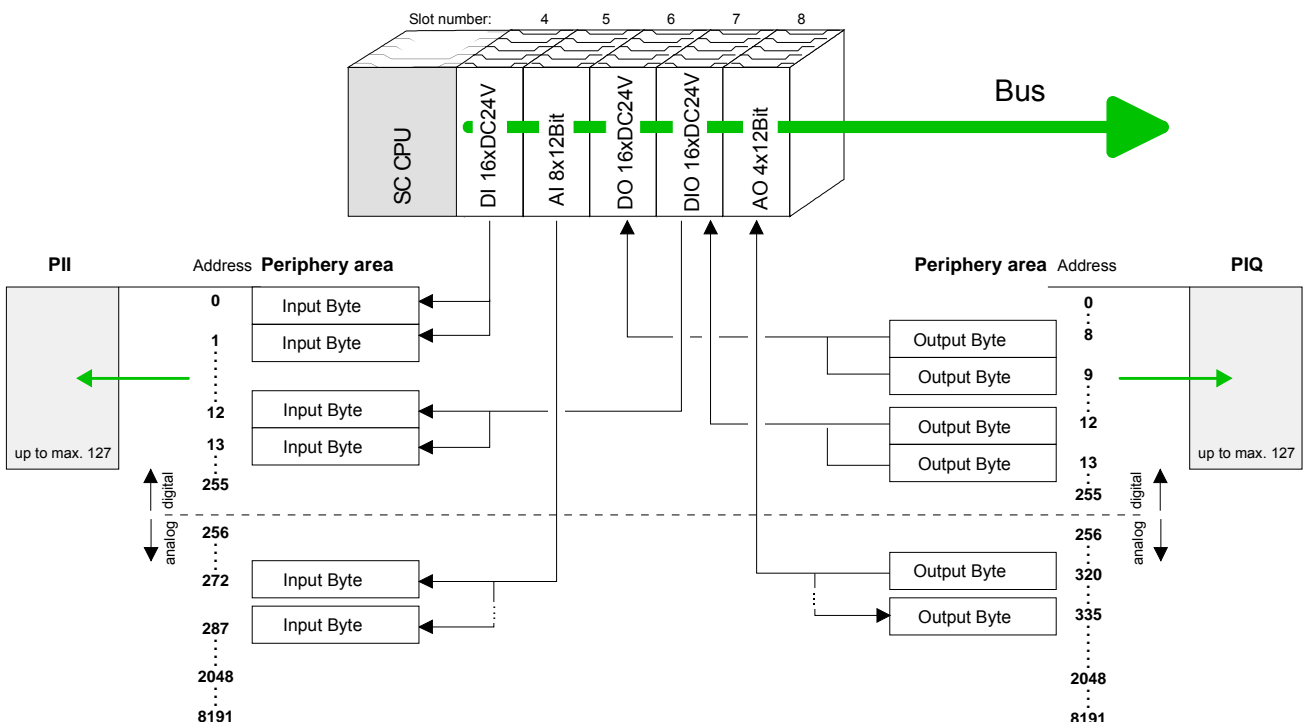 Slot number: 4 5 6 7 8
SC CPU
DI 16xDC24V
AI 8x12Bit
DO 16xDC24V
DIO 16xDC24V
AO 4x12Bit
Bus
PII
Address Periphery area
0 Input Byte
1 Input Byte
12 Input Byte
13 Input Byte
up to max. 127
255
digital
analog
256
272 Input Byte
287 Input Byte
2048
8191
Periphery area Address
PIQ
0
Output Byte 8
Output Byte 9
Output Byte 12
Output Byte 13
up to max. 127
255
digital
analog
256
Output Byte 320
Output Byte 335
2048
8191